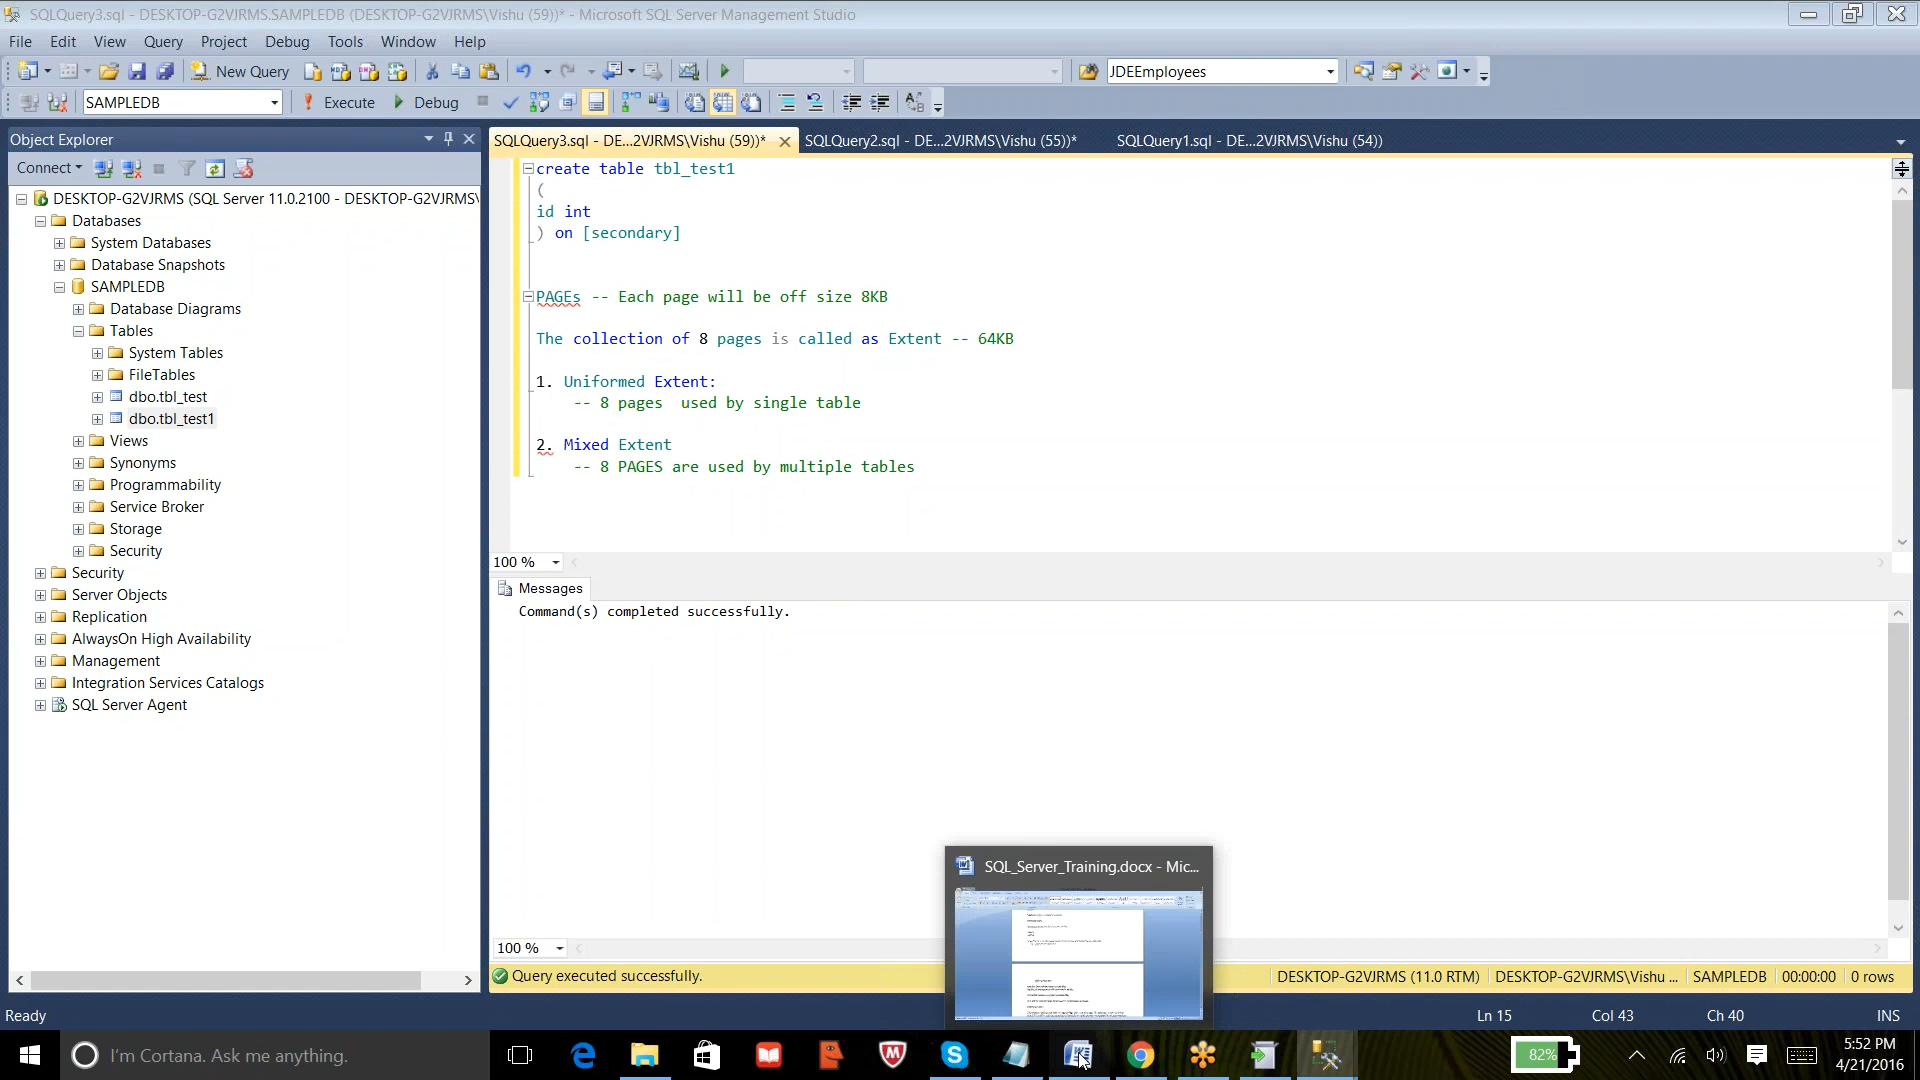 SQLQuery3.sql - DESKTOP-G2VJRMS.SAMPLEDB (DESKTOP-G2VJRMS\Vishu (59))* - Microsoft SQL Server Management Studio
File Edit View Query Project Debug Tools Window Help
New Query JDEEmployees
SAMPLEDB Execute Debug
Object Explorer
Connect
DESKTOP-G2VJRMS (SQL Server 11.0.2100 - DESKTOP-G2VJRMS\
Databases
System Databases
Database Snapshots
SAMPLEDB
Database Diagrams
Tables
System Tables
FileTables
dbo.tbl_test
dbo.tbl_test1
Views
Synonyms
Programmability
Service Broker
Storage
Security
Security
Server Objects
Replication
AlwaysOn High Availability
Management
Integration Services Catalogs
SQL Server Agent
SQLQuery3.sql - DE...2VJRMS\Vishu (59))* SQLQuery2.sql - DE...2VJRMS\Vishu (55))* SQLQuery1.sql - DE...2VJRMS\Vishu (54))
create table tbl_test1
(
id int
) on [secondary]
PAGEs -- Each page will be off size 8KB
The collection of 8 pages is called as Extent -- 64KB
1. Uniformed Extent:
-- 8 pages  used by single table
2. Mixed Extent
-- 8 PAGES are used by multiple tables
100 %
Messages
Command(s) completed successfully.
100 %
Query executed successfully. DESKTOP-G2VJRMS (11.0 RTM) DESKTOP-G2VJRMS\Vishu ... SAMPLEDB 00:00:00 0 rows
SQL_Server_Training.docx - Mic...
Ready Ln 15 Col 43 Ch 40 INS
I'm Cortana. Ask me anything. 82% 5:52 PM
4/21/2016